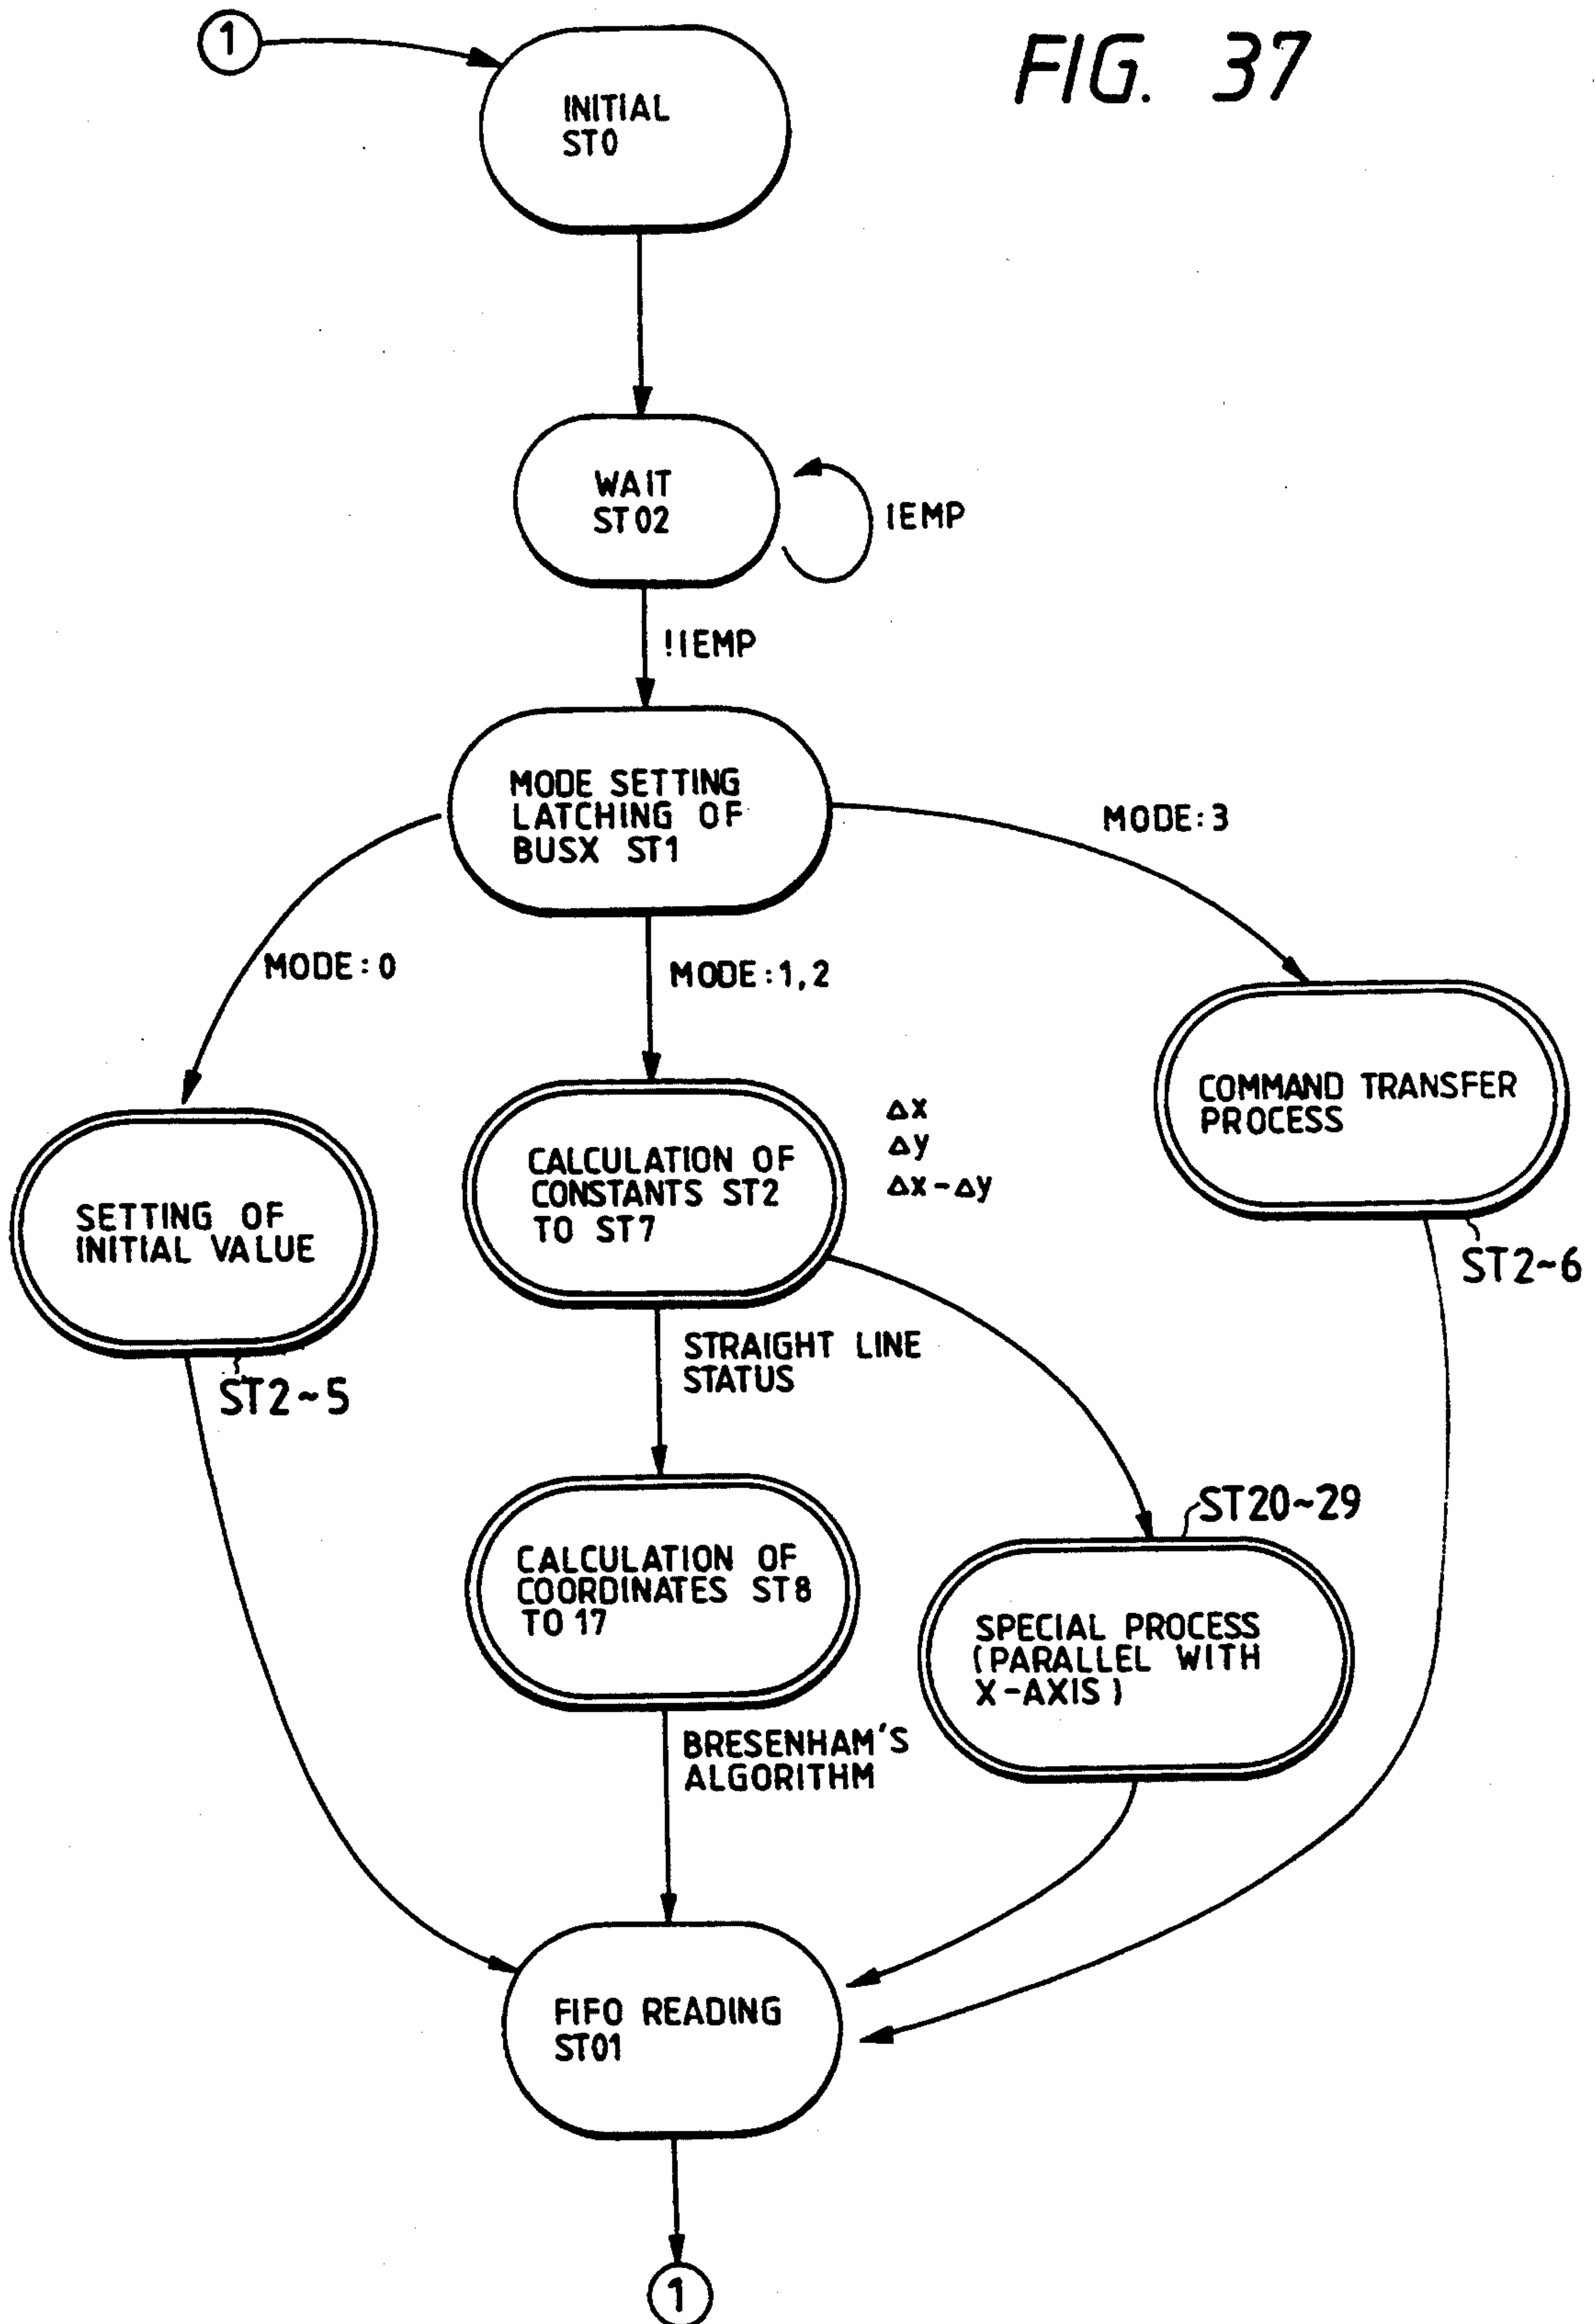 1
FIG. 37
INITIAL
ST0
WAIT
ST02
IEMP
!IEMP
MODE SETTING
LATCHING OF
BUSX ST1
MODE:3
MODE:0
MODE:1,2
COMMAND TRANSFER
PROCESS
ST2~6
Δx
Δy
Δx-Δy
CALCULATION OF
CONSTANTS ST2
TO ST7
SETTING OF
INITIAL VALUE
ST2~5
STRAIGHT LINE
STATUS
ST20~29
CALCULATION OF
COORDINATES ST8
TO 17
SPECIAL PROCESS
(PARALLEL WITH
X-AXIS)
BRESENHAM'S
ALGORITHM
FIFO READING
ST01
1